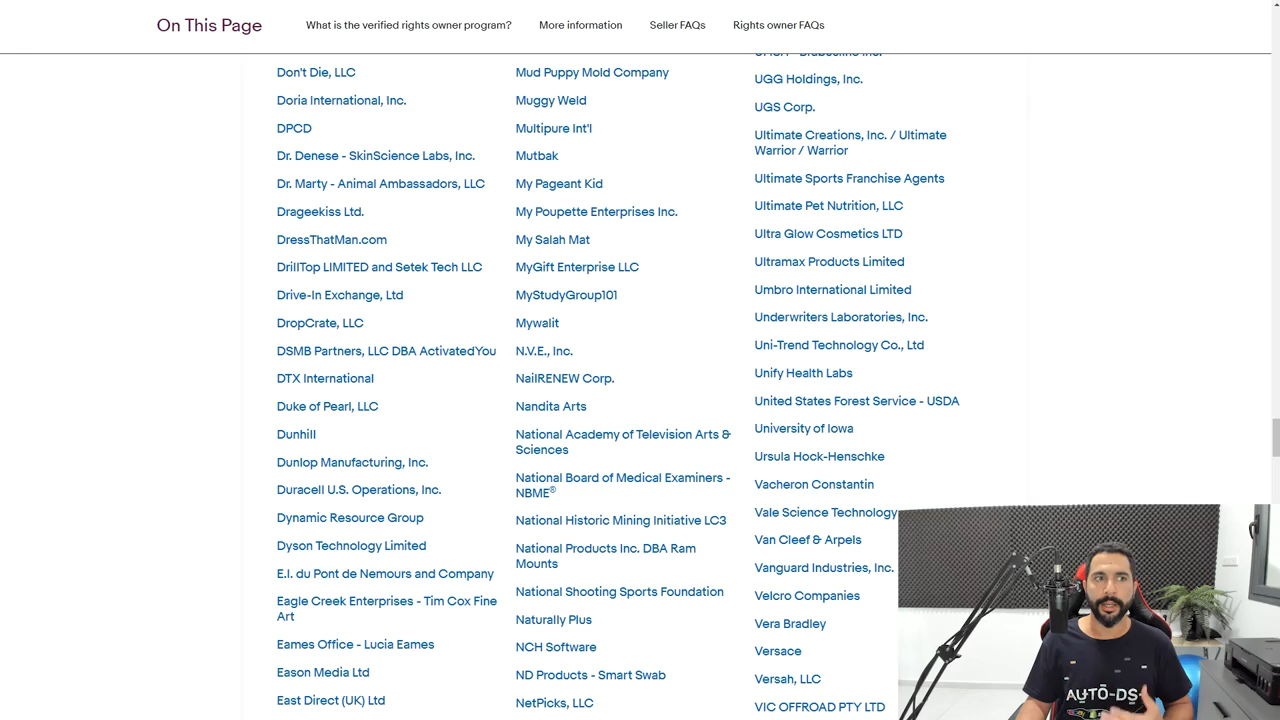 On This Page
What is the verified rights owner program?
More information
Seller FAQs
Rights owner FAQs
Don't Die, LLC
Doria International, Inc.
DPCD
Dr. Denese - SkinScience Labs, Inc.
Dr. Marty - Animal Ambassadors, LLC
Drageekiss Ltd.
DressThatMan.com
DrillTop LIMITED and Setek Tech LLC
Drive-In Exchange, Ltd
DropCrate, LLC
DSMB Partners, LLC DBA ActivatedYou
DTX International
Duke of Pearl, LLC
Dunhill
Dunlop Manufacturing, Inc.
Duracell U.S. Operations, Inc.
Dynamic Resource Group
Dyson Technology Limited
E.I. du Pont de Nemours and Company
Eagle Creek Enterprises - Tim Cox Fine
Art
Eames Office - Lucia Eames
Eason Media Ltd
East Direct (UK) Ltd
Mud Puppy Mold Company
Muggy Weld
Multipure Int'l
Mutbak
My Pageant Kid
My Poupette Enterprises Inc.
My Salah Mat
MyGift Enterprise LLC
MyStudyGroup101
Mywalit
N.V.E., Inc.
NailRENEW Corp.
Nandita Arts
National Academy of Television Arts &
Sciences
National Board of Medical Examiners -
NBME®
National Historic Mining Initiative LC3
National Products Inc. DBA Ram
Mounts
National Shooting Sports Foundation
Naturally Plus
NCH Software
ND Products - Smart Swab
NetPicks, LLC
UGG Holdings, Inc.
UGS Corp.
Ultimate Creations, Inc. / Ultimate
Warrior / Warrior
Ultimate Sports Franchise Agents
Ultimate Pet Nutrition, LLC
Ultra Glow Cosmetics LTD
Ultramax Products Limited
Umbro International Limited
Underwriters Laboratories, Inc.
Uni-Trend Technology Co., Ltd
Unify Health Labs
United States Forest Service - USDA
University of Iowa
Ursula Hock-Henschke
Vacheron Constantin
Vale Science Technology
Van Cleef & Arpels
Vanguard Industries, Inc.
Velcro Companies
Vera Bradley
Versace
Versah, LLC
VIC OFFROAD PTY LTD
AUTO-DS